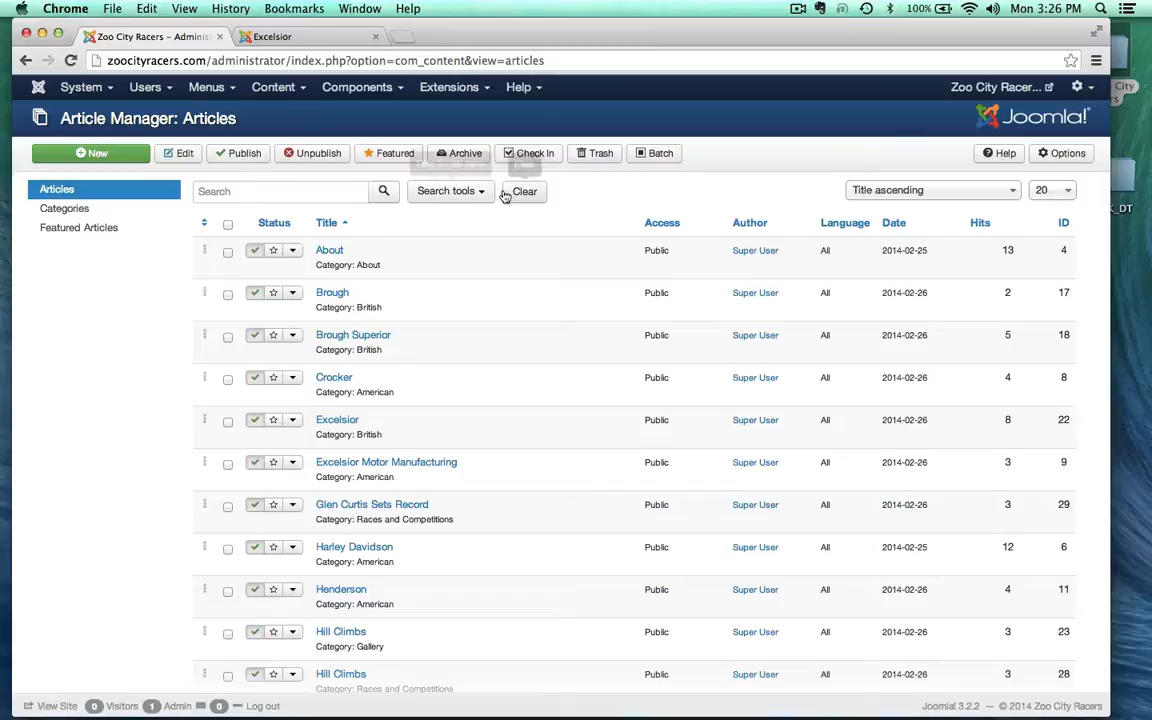 Chrome File Edit View History Bookmarks Window Help 100% Mon 3:26 PM
Zoo City Racers - Adminis Excelsior
zoocityracers.com/administrator/index.php?option=com_content&view=articles
System Users Menus Content Components Extensions Help Zoo City Racer...
Article Manager: Articles Joomla!
New Edit Publish Unpublish Featured Archive Check In Trash Batch Help Options
Articles Search Search tools Clear Title ascending 20
Categories
Featured Articles Status Title Access Author Language Date Hits ID
About Public Super User All 2014-02-25 13 4
Category: About
Brough Public Super User All 2014-02-26 2 17
Category: British
Brough Superior Public Super User All 2014-02-26 5 18
Category: British
Crocker Public Super User All 2014-02-26 4 8
Category: American
Excelsior Public Super User All 2014-02-26 8 22
Category: British
Excelsior Motor Manufacturing Public Super User All 2014-02-26 3 9
Category: American
Glen Curtis Sets Record Public Super User All 2014-02-26 3 29
Category: Races and Competitions
Harley Davidson Public Super User All 2014-02-25 12 6
Category: American
Henderson Public Super User All 2014-02-26 4 11
Category: American
Hill Climbs Public Super User All 2014-02-26 3 23
Category: Gallery
Hill Climbs Public Super User All 2014-02-26 3 28
Category: Races and Competitions
View Site 0 Visitors 1 Admin 0 Log out Joomla! 3.2.2 — © 2014 Zoo City Racers
City
_DT